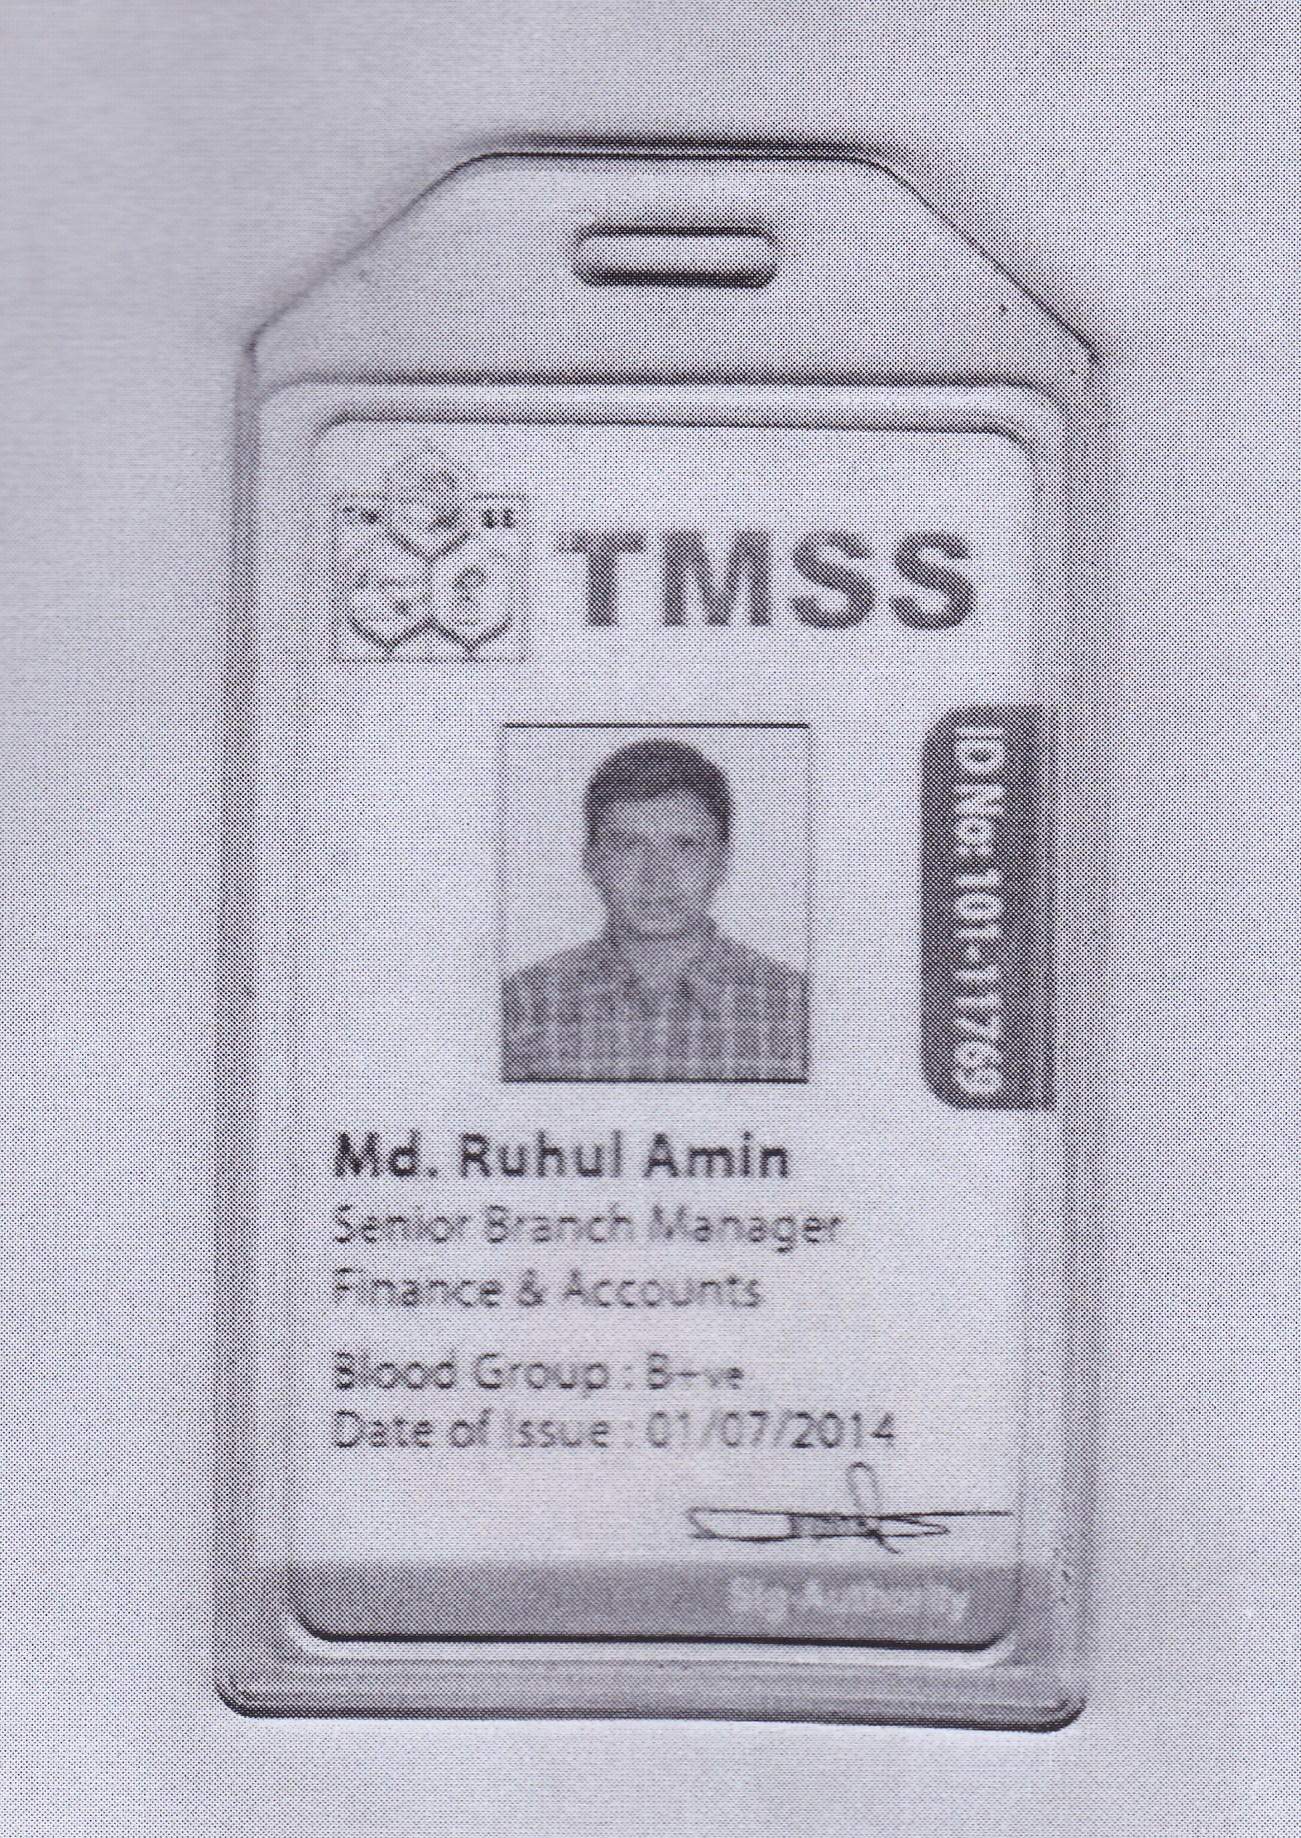 TMSS
ID No: 101-11769
Md. Ruhul Amin
Senior Branch Manager
Finance & Accounts
Blood Group : B+ve
Date of Issue : 01/07/2014
Sig Authority